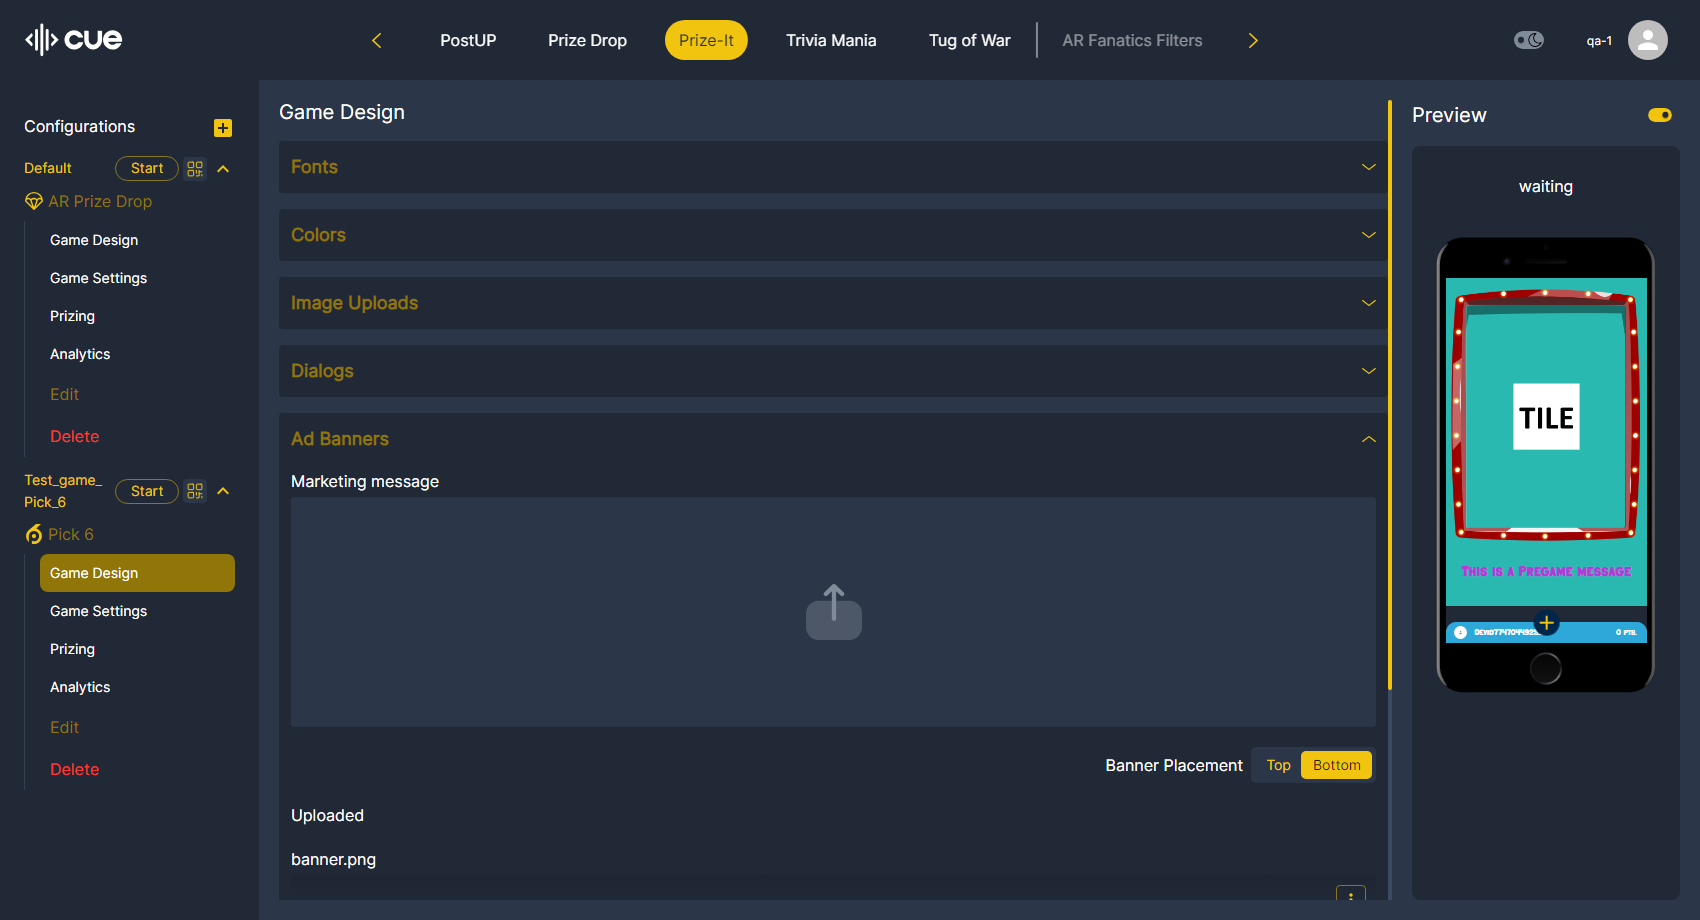 cue
PostUP
Prize Drop
Prize-It
Trivia Mania
Tug of War
AR Fanatics Filters
qa-1
Configurations
Default
Start
AR Prize Drop
Game Design
Game Settings
Prizing
Analytics
Edit
Delete
Test_game_
Pick_6
Start
Pick 6
Game Design
Game Settings
Prizing
Analytics
Edit
Delete
Game Design
Fonts
Colors
Image Uploads
Dialogs
Ad Banners
Marketing message
Banner Placement
Top
Bottom
Uploaded
banner.png
Preview
waiting
TILE
This is a Pregame message
0 PTS.